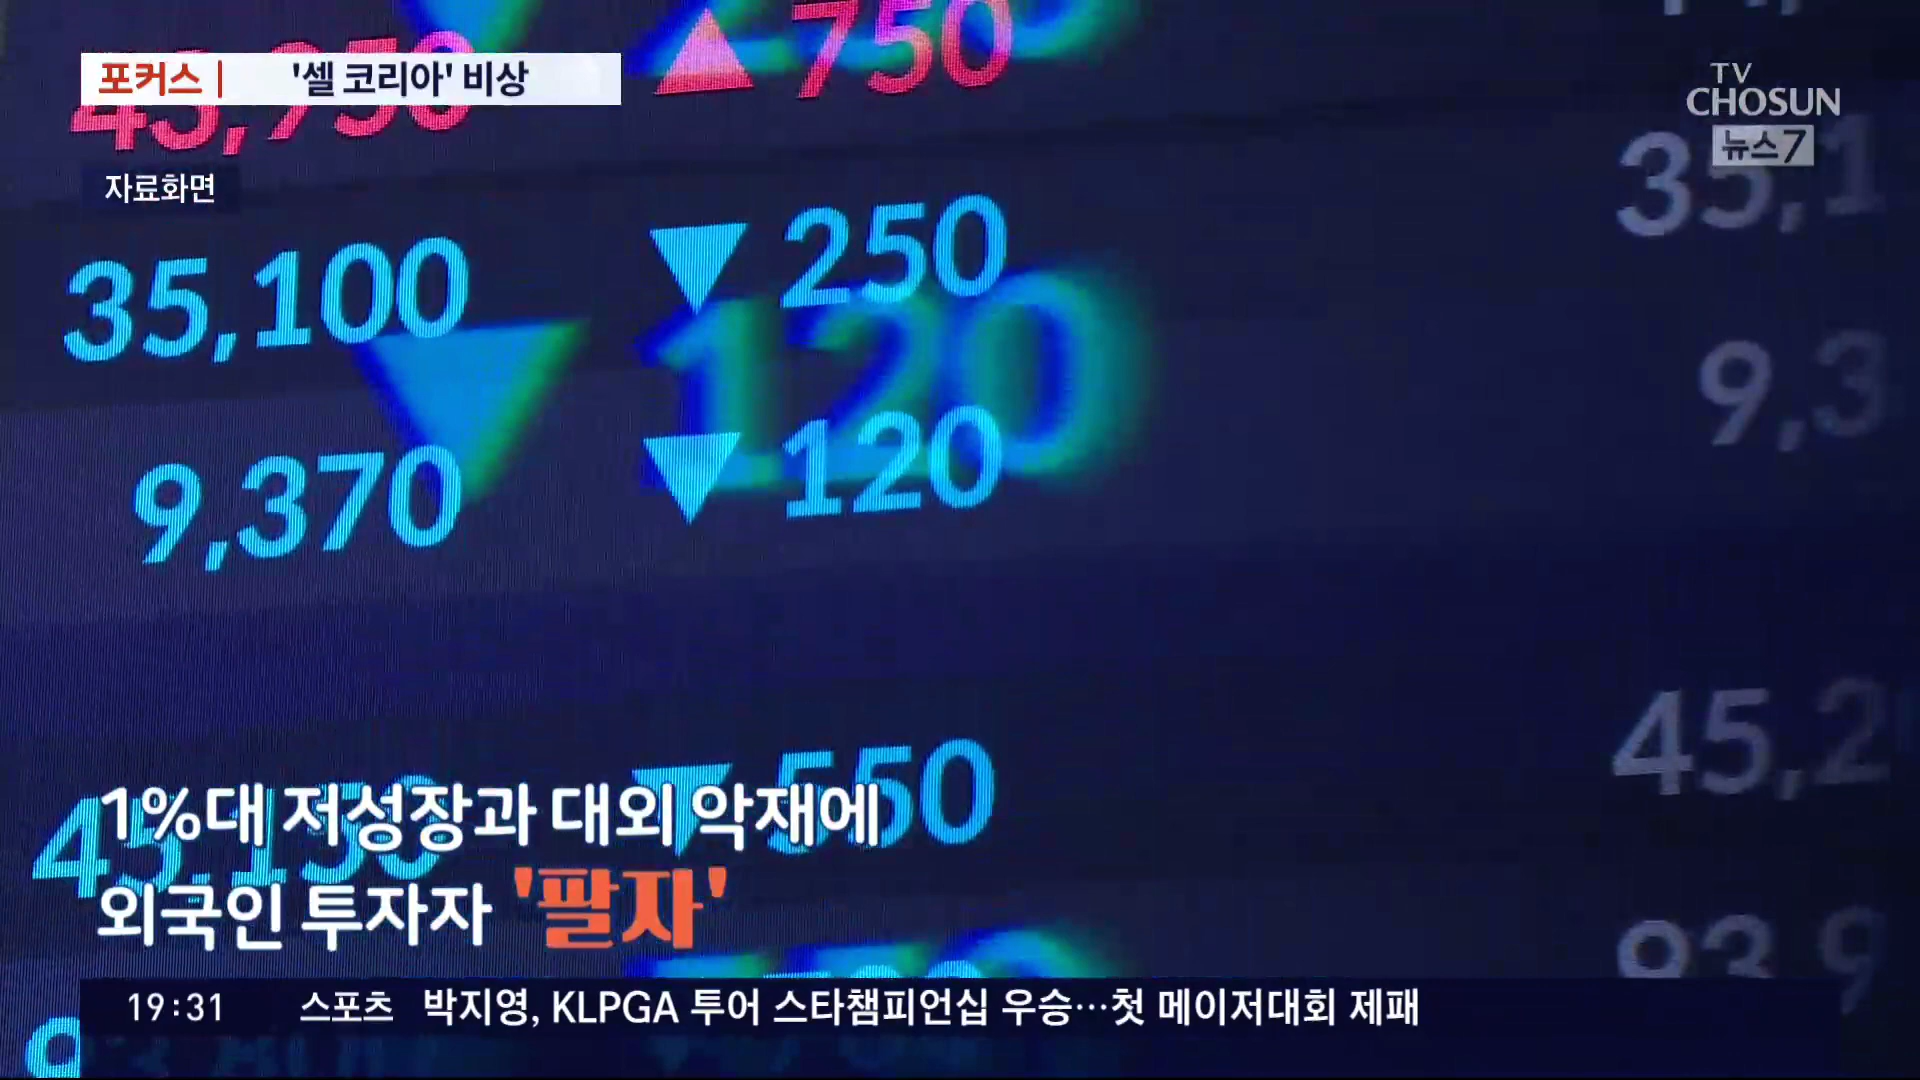 포커스 | '셀 코리아' 비상
TV
CHOSUN
뉴스7
자료화면
▲750
35,100 ▼250
120
9,370 ▼120
▼550
1%대 저성장과 대외 악재에
외국인 투자자 '팔자'
19:31 스포츠 박지영, KLPGA 투어 스타챔피언십 우승…첫 메이저대회 제패